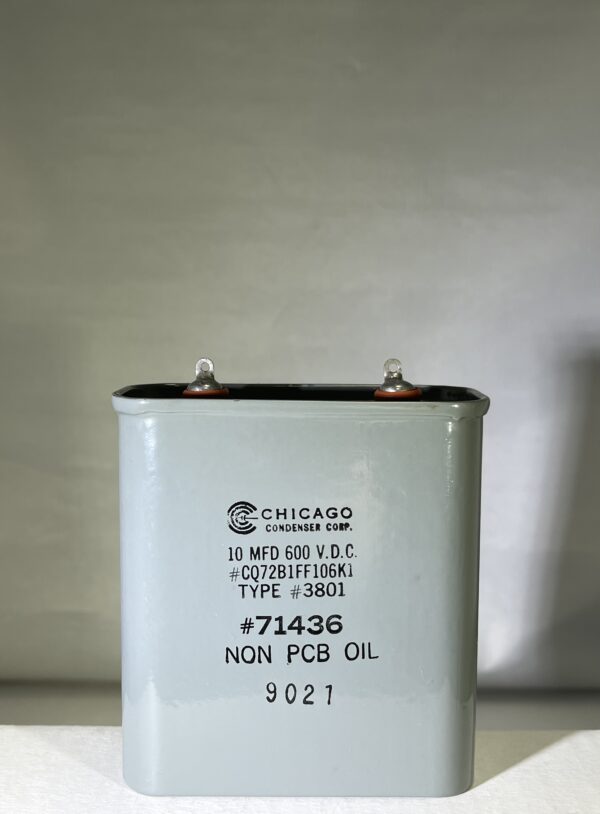 CHICAGO
CONDENSER CORP.
10 MFD 600 V.D.C.
#CQ72B1FF106K1
TYPE #3801
#71436
NON PCB OIL
9021